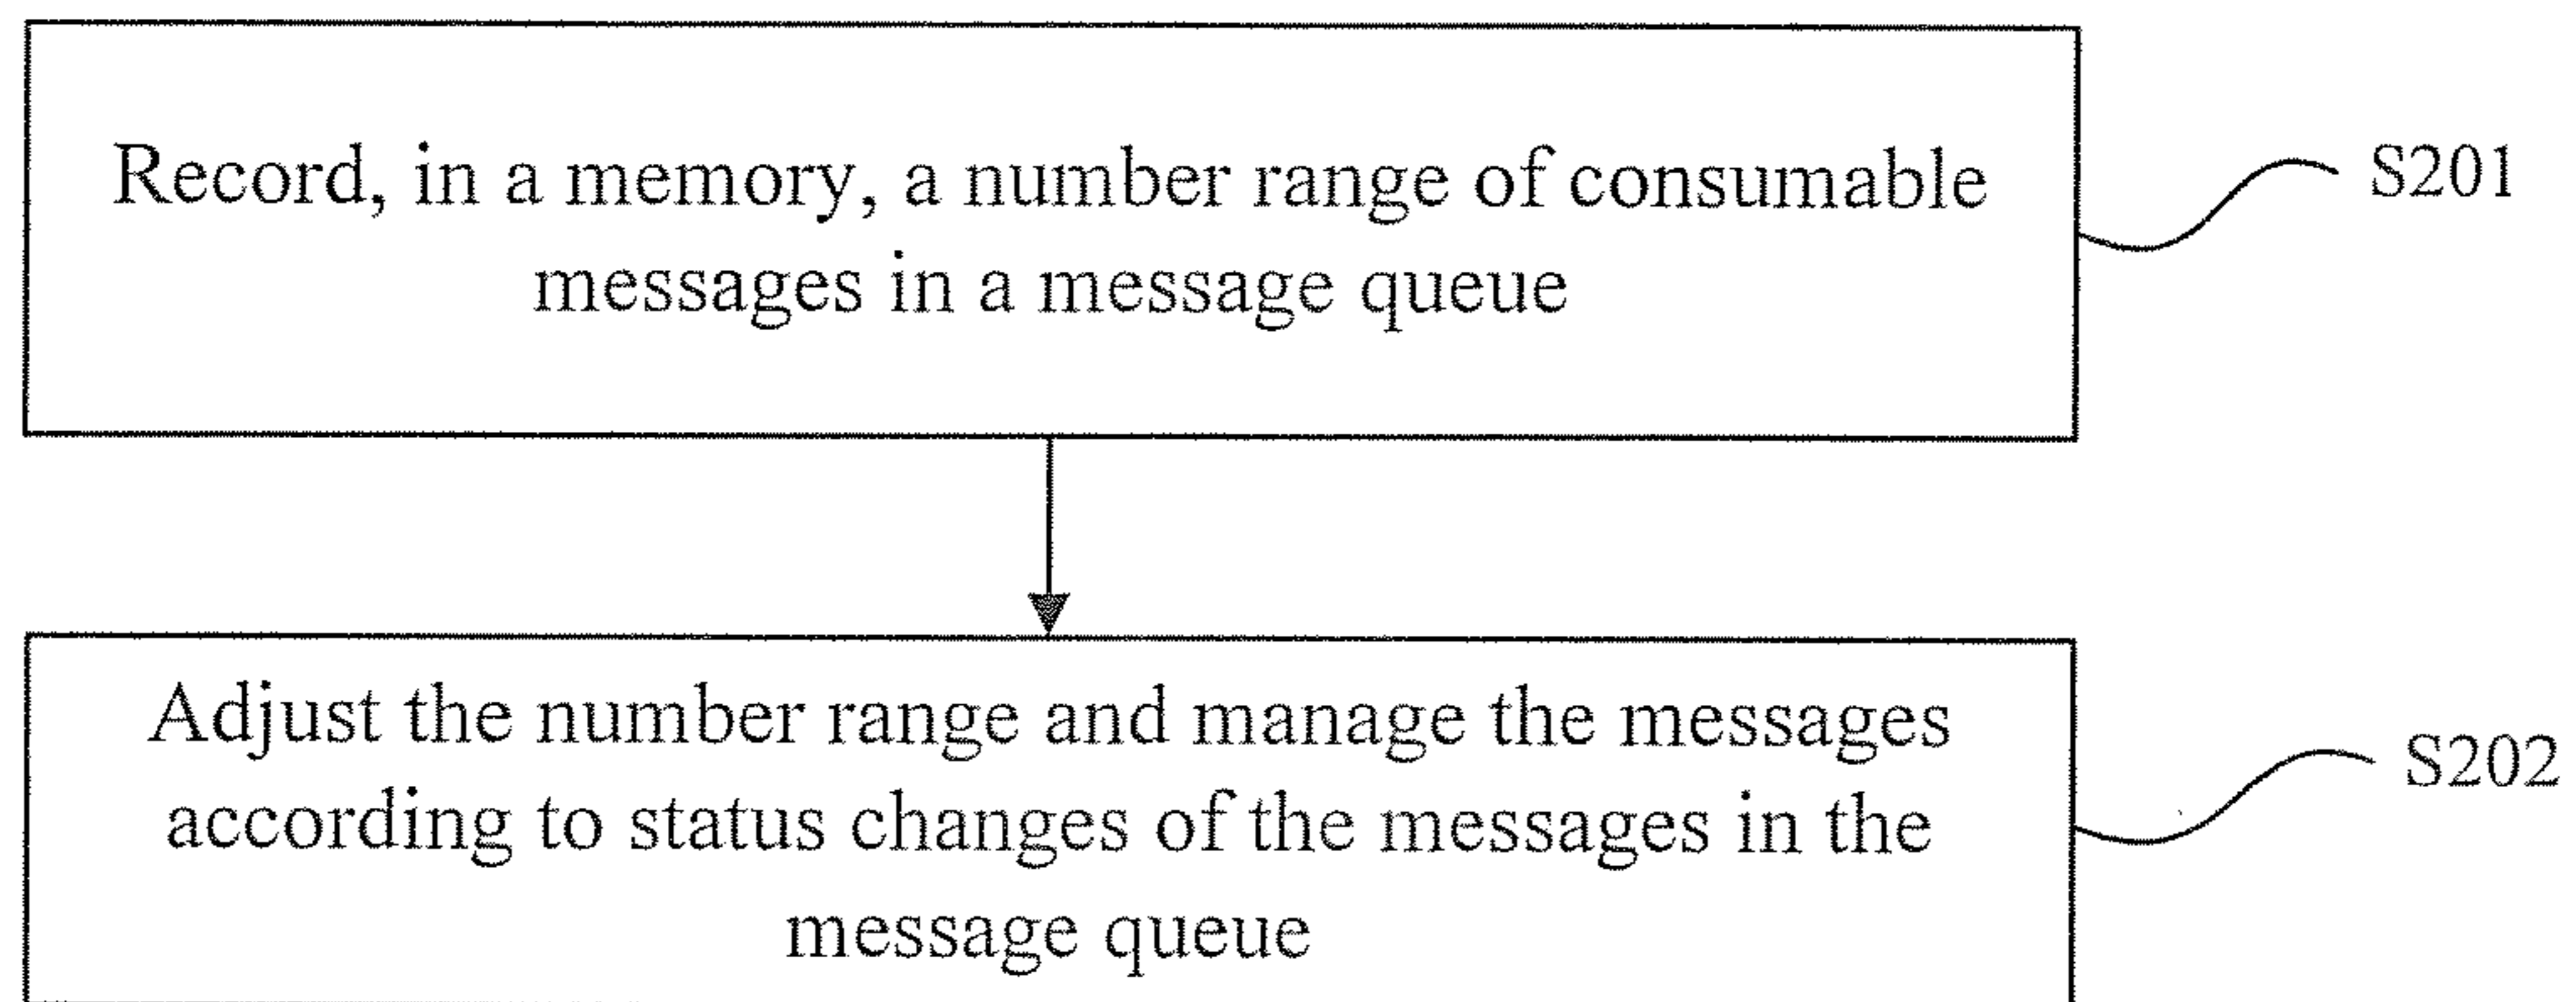 Record, in a memory, a number range of consumable
messages in a message queue
S201
Adjust the number range and manage the messages
according to status changes of the messages in the
message queue
S202